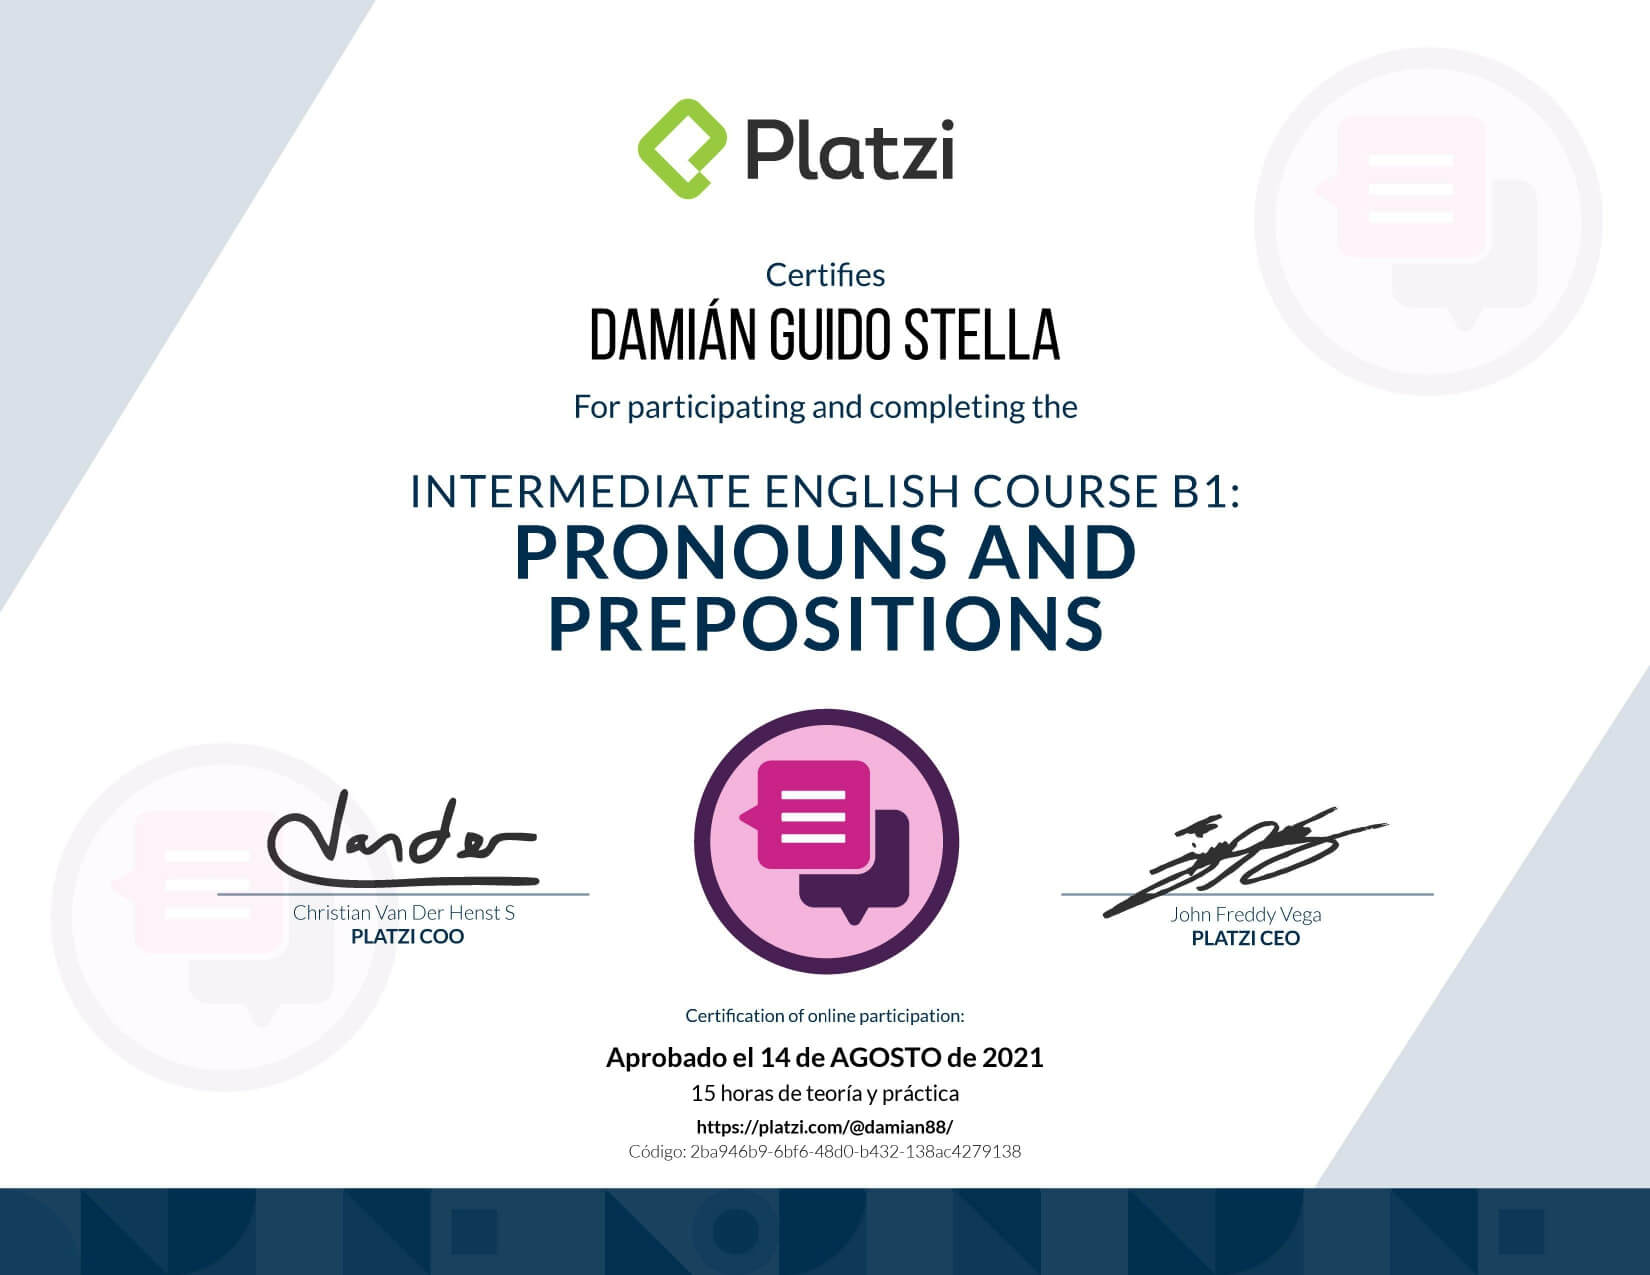 Platzi
Certifies
DAMIÁN GUIDO STELLA
For participating and completing the
INTERMEDIATE ENGLISH COURSE B1:
PRONOUNS AND
PREPOSITIONS
Vander
Christian Van Der Henst S
PLATZI COO
John Freddy Vega
PLATZI CEO
Certification of online participation:
Aprobado el 14 de AGOSTO de 2021
15 horas de teoría y práctica
https://platzi.com/@damian88/
Código: 2ba946b9-6bf6-48d0-b432-138ac4279138